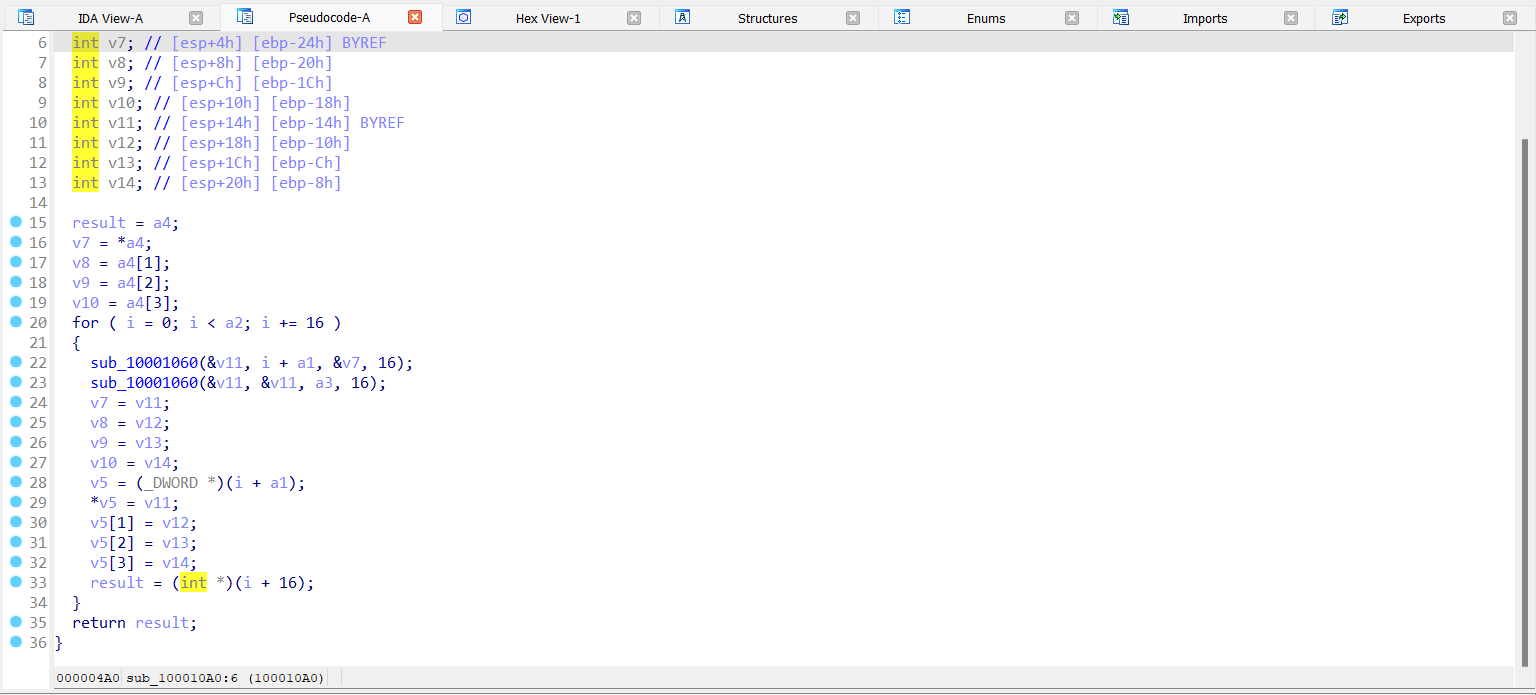 IDA View-A Pseudocode-A Hex View-1 Structures Enums Imports Exports
6 int v7; // [esp+4h] [ebp-24h] BYREF
7 int v8; // [esp+8h] [ebp-20h]
8 int v9; // [esp+Ch] [ebp-1Ch]
9 int v10; // [esp+10h] [ebp-18h]
10 int v11; // [esp+14h] [ebp-14h] BYREF
11 int v12; // [esp+18h] [ebp-10h]
12 int v13; // [esp+1Ch] [ebp-Ch]
13 int v14; // [esp+20h] [ebp-8h]
14
15 result = a4;
16 v7 = *a4;
17 v8 = a4[1];
18 v9 = a4[2];
19 v10 = a4[3];
20 for ( i = 0; i < a2; i += 16 )
21 {
22 sub_10001060(&v11, i + a1, &v7, 16);
23 sub_10001060(&v11, &v11, a3, 16);
24 v7 = v11;
25 v8 = v12;
26 v9 = v13;
27 v10 = v14;
28 v5 = (_DWORD *)(i + a1);
29 *v5 = v11;
30 v5[1] = v12;
31 v5[2] = v13;
32 v5[3] = v14;
33 result = (int *)(i + 16);
34 }
35 return result;
36 }
000004A0 sub_100010A0:6 (100010A0)